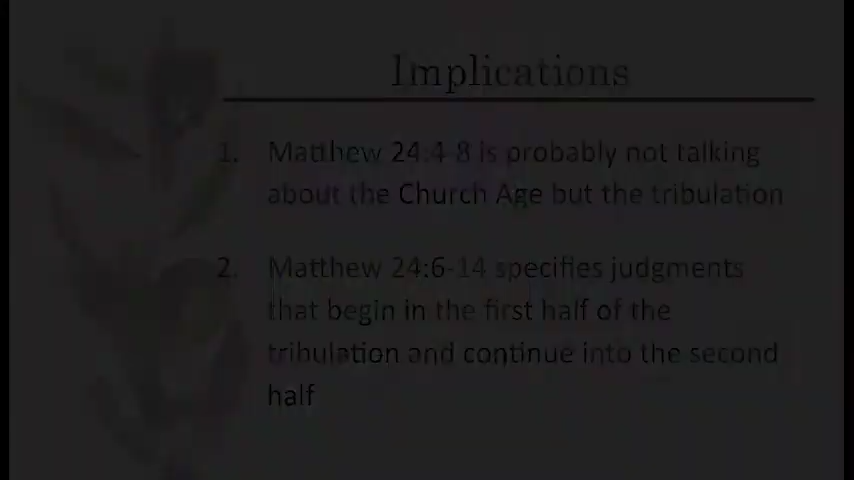 Implications
1. Matthew 24:4-8 is probably not talking
about the Church Age but the tribulation
2. Matthew 24:6-14 specifies judgments
that begin in the first half of the
tribulation and continue into the second
half